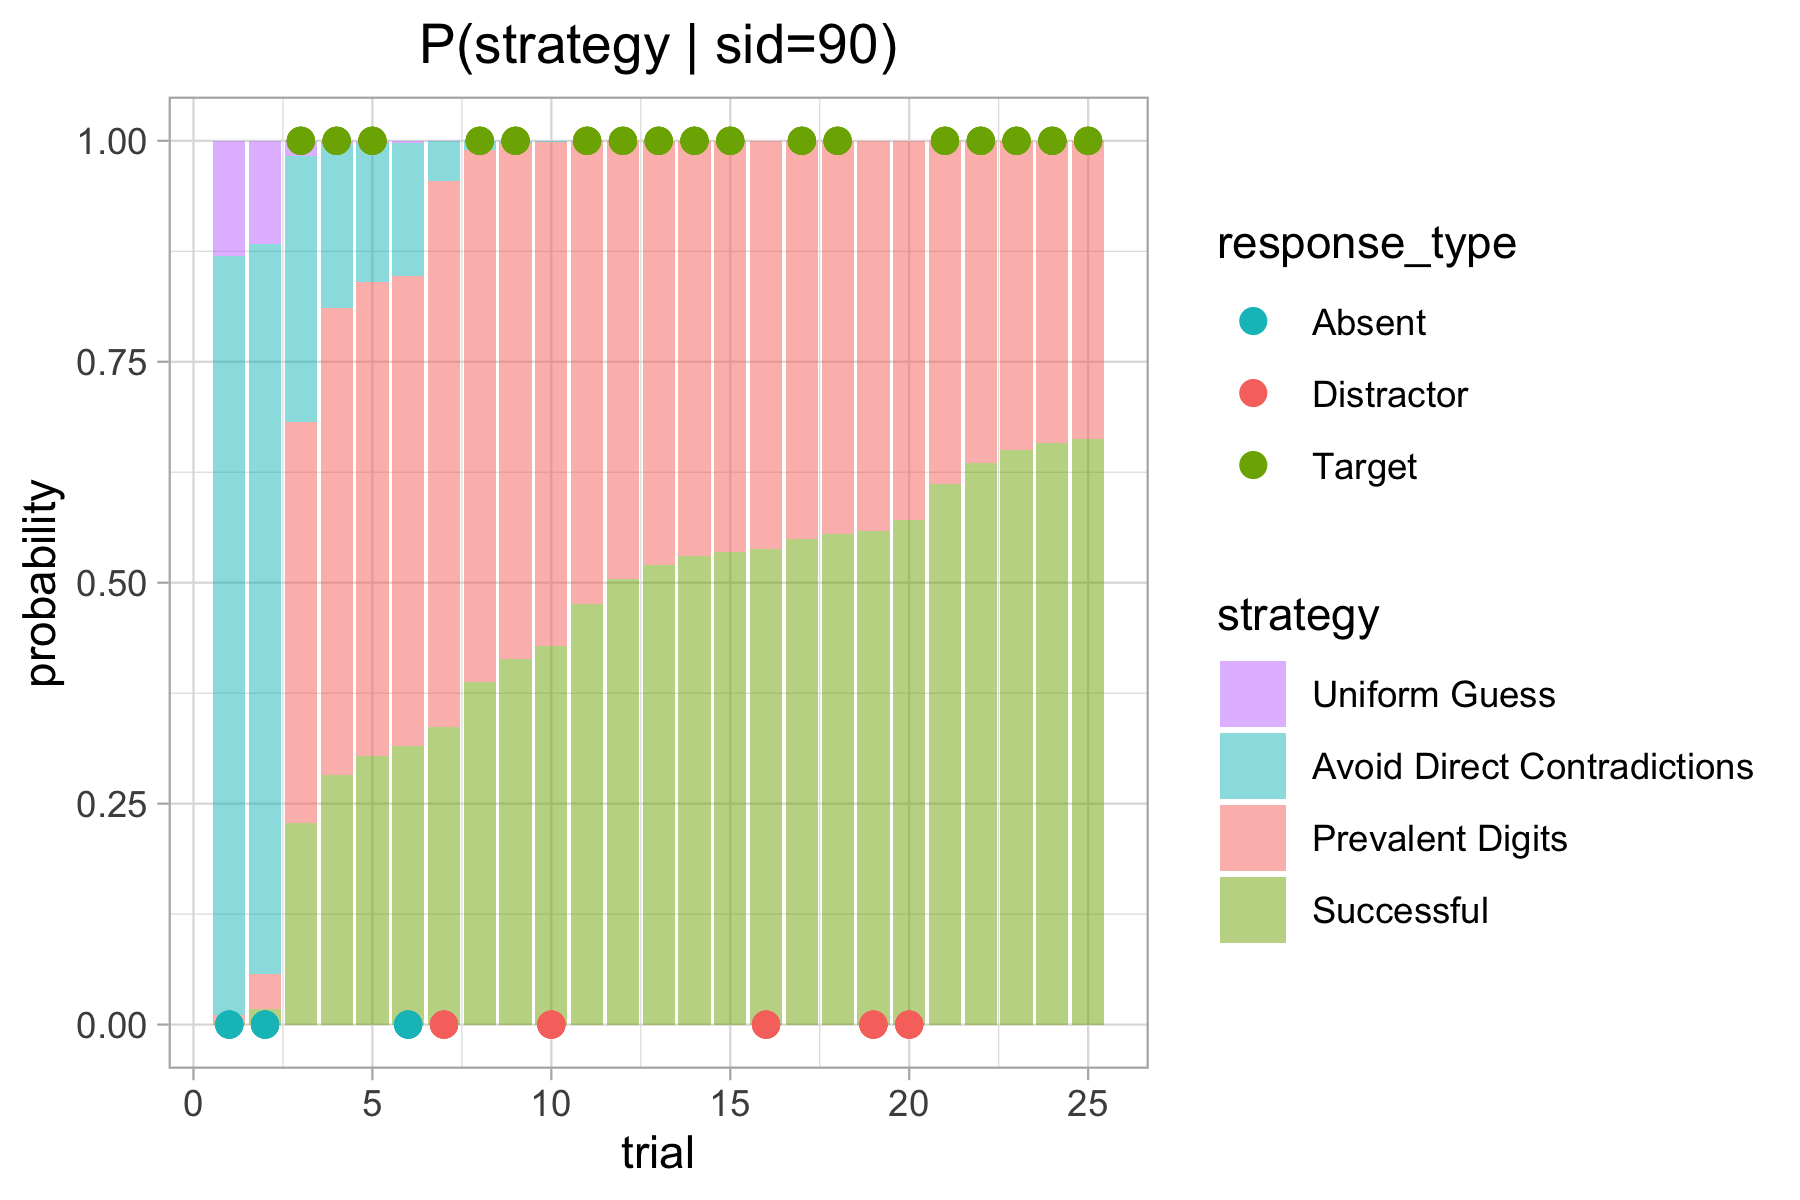 P(strategy | sid=90)
probability
1.00
0.75
0.50
0.25
0.00
0 5 10 15 20 25
trial
response_type
Absent
Distractor
Target
strategy
Uniform Guess
Avoid Direct Contradictions
Prevalent Digits
Successful